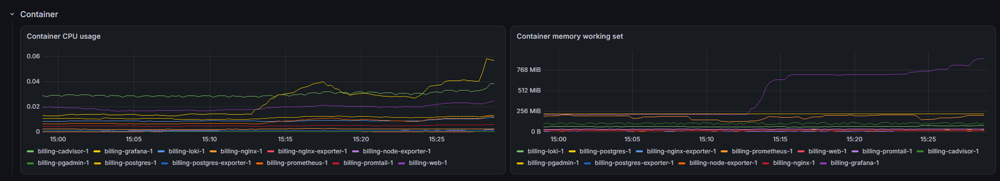 Container
Container CPU usage
0.06
0.04
0.02
0
15:00 15:05 15:10 15:15 15:20 15:25
billing-cadvisor-1 billing-grafana-1 billing-loki-1 billing-nginx-1 billing-nginx-exporter-1 billing-node-exporter-1
billing-pgadmin-1 billing-postgres-1 billing-postgres-exporter-1 billing-prometheus-1 billing-promtail-1 billing-web-1
Container memory working set
768 MiB
512 MiB
256 MiB
0 B
15:00 15:05 15:10 15:15 15:20 15:25
billing-loki-1 billing-postgres-1 billing-nginx-exporter-1 billing-prometheus-1 billing-web-1 billing-promtail-1 billing-cadvisor-1
billing-pgadmin-1 billing-postgres-exporter-1 billing-node-exporter-1 billing-nginx-1 billing-grafana-1